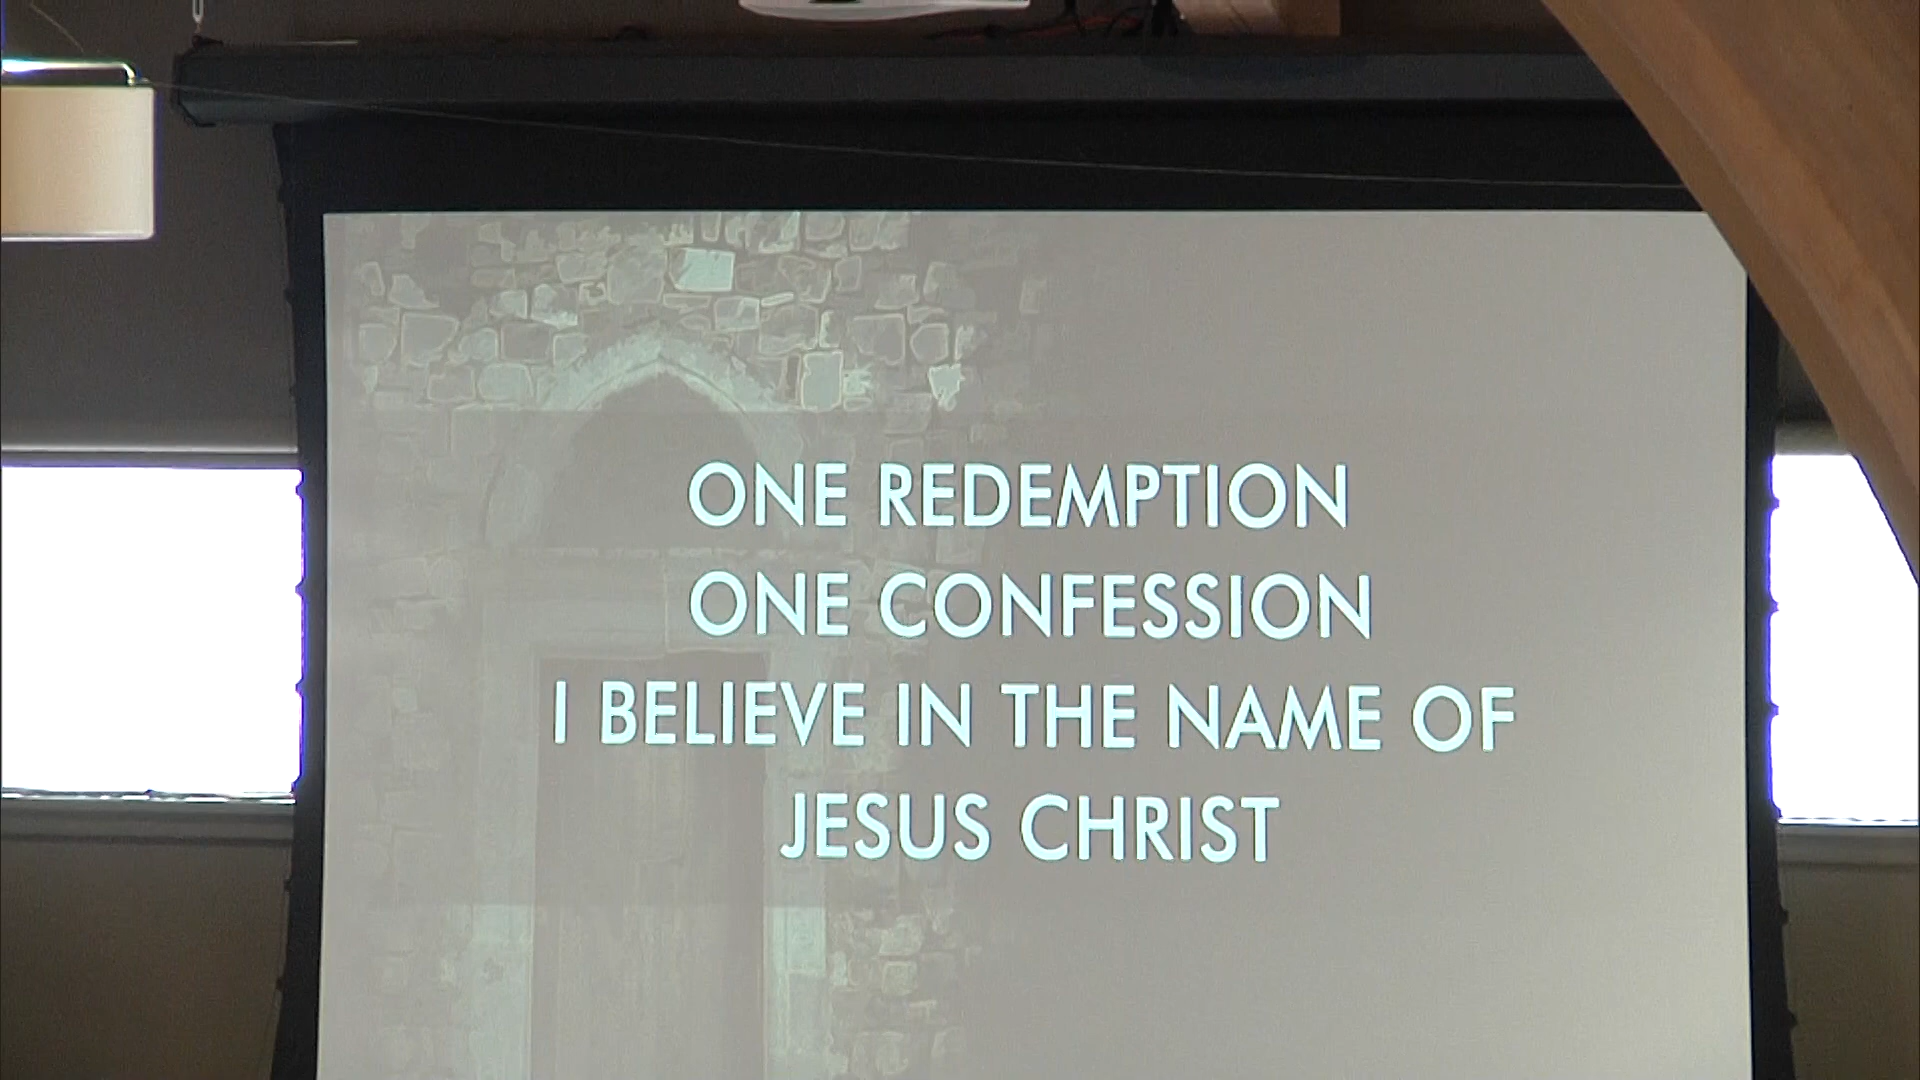 ONE REDEMPTION
ONE CONFESSION
I BELIEVE IN THE NAME OF
JESUS CHRIST